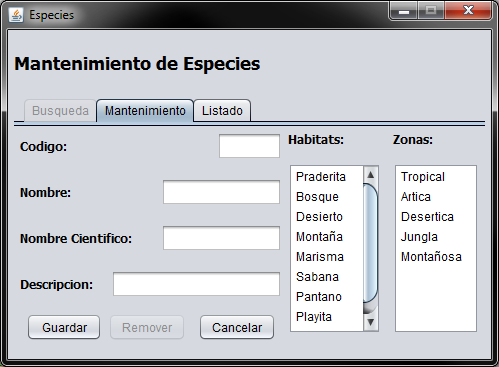 Especies
Mantenimiento de Especies
Busqueda Mantenimiento Listado
Codigo:
Nombre:
Nombre Cientifico:
Descripcion:
Guardar Remover Cancelar
Habitats:
Praderita
Bosque
Desierto
Montaña
Marisma
Sabana
Pantano
Playita
Zonas:
Tropical
Artica
Desertica
Jungla
Montañosa